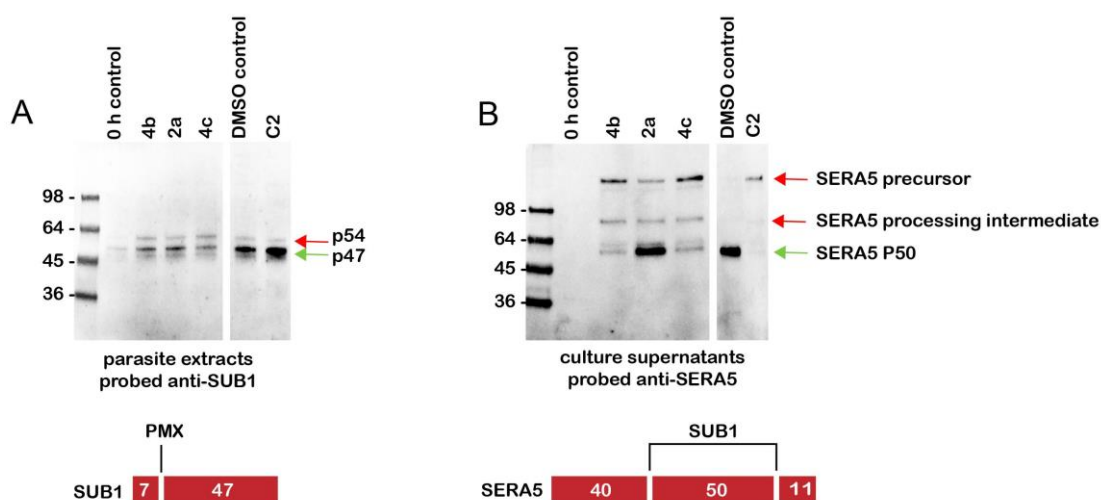 A
0 h control
4b
2a
4c
DMSO control
C2
98 -
64 -
45 -
36 -
p54
p47
parasite extracts
probed anti-SUB1
PMX
SUB1 7 47
B
0 h control
4b
2a
4c
DMSO control
C2
98 -
64 -
45 -
36 -
SERA5 precursor
SERA5 processing intermediate
SERA5 P50
culture supernatants
probed anti-SERA5
SUB1
SERA5 40 50 11